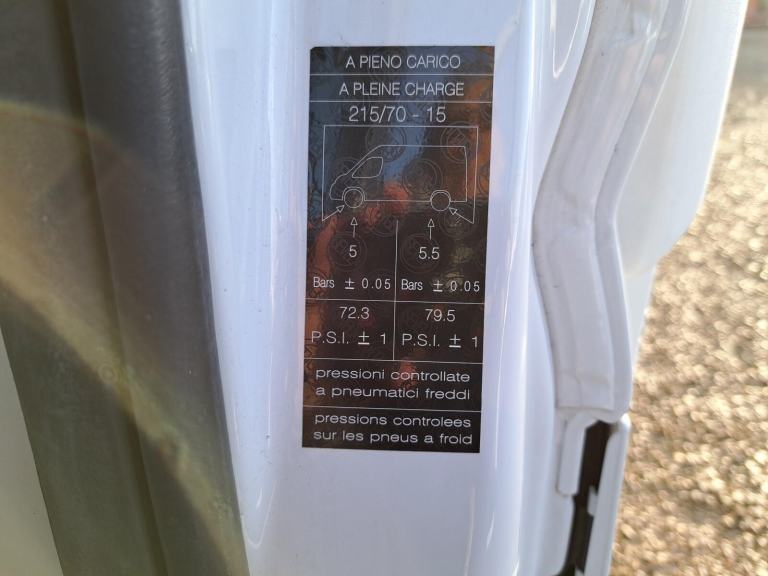 A PIENO CARICO
A PLEINE CHARGE
215/70 - 15
5 5.5
Bars ± 0.05 Bars ± 0.05
72.3 79.5
P.S.I. ± 1 P.S.I. ± 1
pressioni controllate
a pneumatici freddi
pressions controlees
sur les pneus a froid